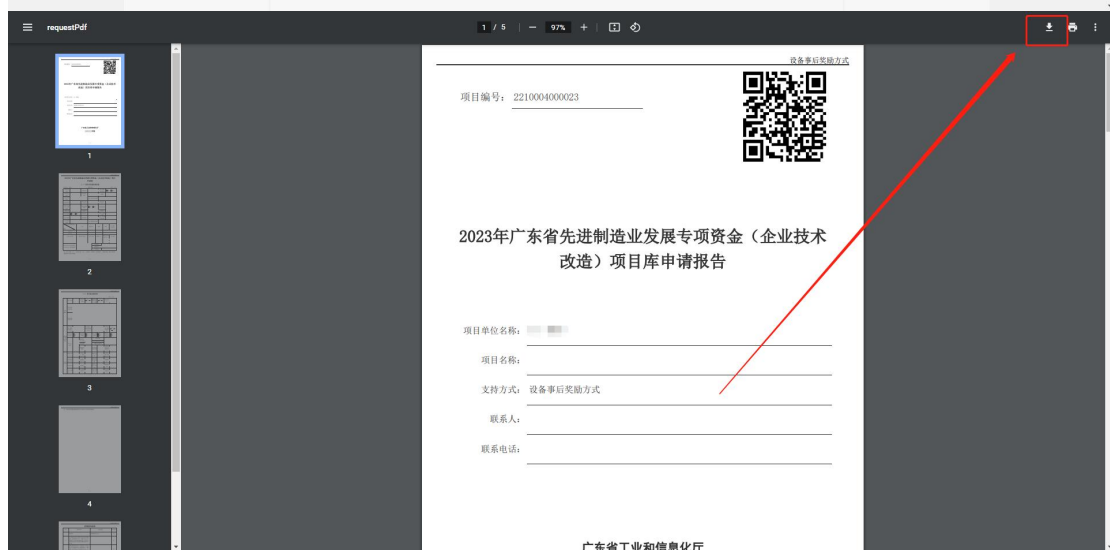 requestPdf
1 / 5
97%
1
2
3
4
设备事后奖励方式
项目编号： 2210004000023
2023年广东省先进制造业发展专项资金（企业技术
改造）项目库申请报告
项目单位名称：
项目名称：
支持方式： 设备事后奖励方式
联系人：
联系电话：
广东省工业和信息化厅